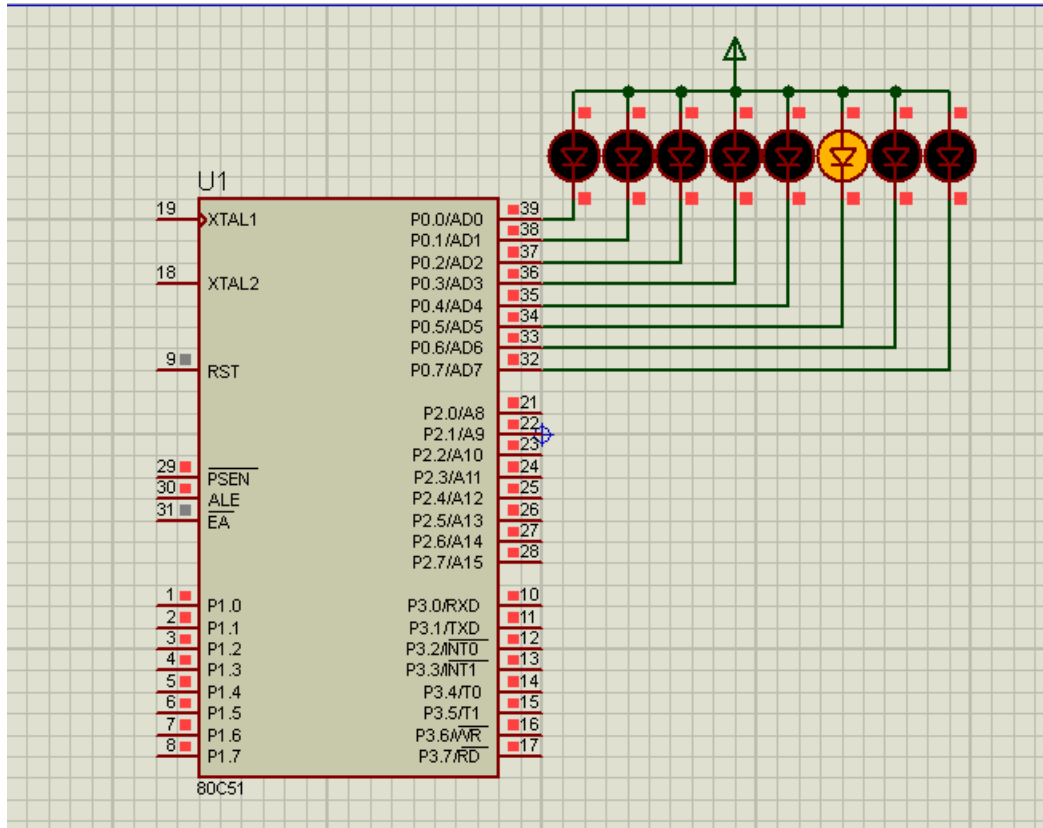 U1
19 XTAL1 P0.0/AD0 39
P0.1/AD1 38
P0.2/AD2 37
18 XTAL2 P0.3/AD3 36
P0.4/AD4 35
P0.5/AD5 34
P0.6/AD6 33
9 RST P0.7/AD7 32
P2.0/A8 21
P2.1/A9 22
P2.2/A10 23
29 PSEN P2.3/A11 24
30 ALE P2.4/A12 25
31 EA P2.5/A13 26
P2.6/A14 27
P2.7/A15 28
1 P1.0 P3.0/RXD 10
2 P1.1 P3.1/TXD 11
3 P1.2 P3.2/INT0 12
4 P1.3 P3.3/INT1 13
5 P1.4 P3.4/T0 14
6 P1.5 P3.5/T1 15
7 P1.6 P3.6/WR 16
8 P1.7 P3.7/RD 17
80C51